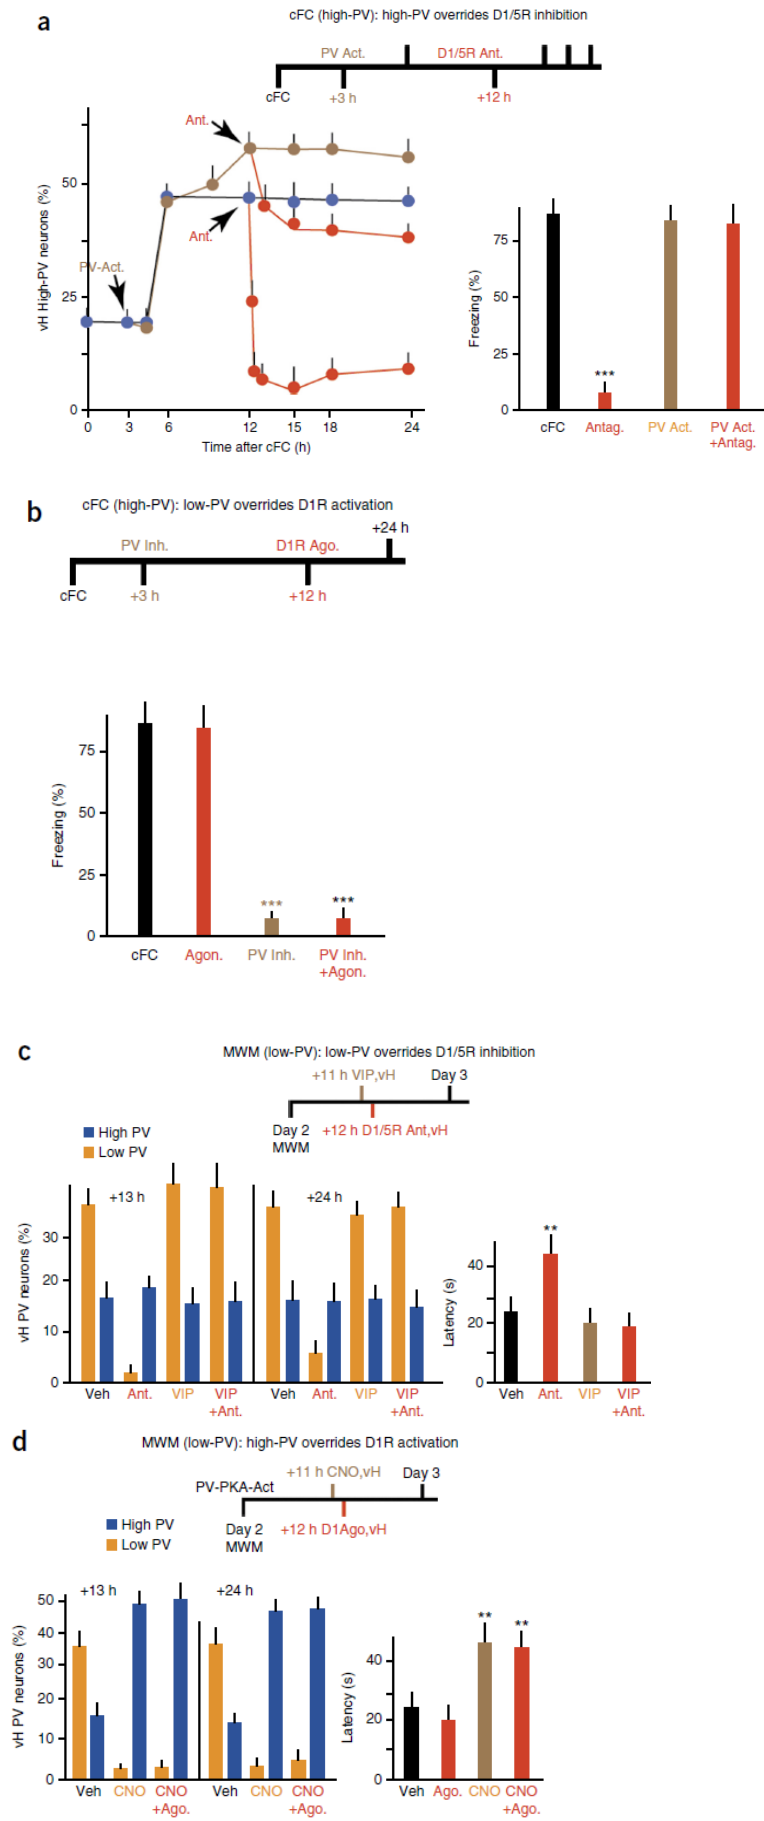 a
cFC (high-PV): high-PV overrides D1/5R inhibition
PV Act.
D1/5R Ant.
cFC
+3 h
+12 h
vH High-PV neurons (%)
50
25
0
Ant.
Ant.
PV-Act.
0 3 6 12 15 18 24
Time after cFC (h)
Freezing (%)
75
50
25
0
***
cFC
Antag.
PV Act.
PV Act.
+Antag.
b
cFC (high-PV): low-PV overrides D1R activation
+24 h
PV Inh.
D1R Ago.
cFC
+3 h
+12 h
Freezing (%)
75
50
25
0
***
***
cFC
Agon.
PV Inh.
PV Inh.
+Agon.
c
MWM (low-PV): low-PV overrides D1/5R inhibition
+11 h VIP,vH
Day 3
Day 2
MWM
+12 h D1/5R Ant,vH
High PV
Low PV
vH PV neurons (%)
30
20
10
0
+13 h
+24 h
Veh
Ant.
VIP
VIP
+Ant.
Veh
Ant.
VIP
VIP
+Ant.
Latency (s)
40
20
0
**
Veh
Ant.
VIP
VIP
+Ant.
d
MWM (low-PV): high-PV overrides D1R activation
+11 h CNO,vH
Day 3
PV-PKA-Act
Day 2
MWM
+12 h D1Ago,vH
High PV
Low PV
vH PV neurons (%)
50
40
30
20
10
0
+13 h
+24 h
Veh
CNO
CNO
+Ago.
Veh
CNO
CNO
+Ago.
Latency (s)
40
20
0
**
**
Veh
Ago.
CNO
CNO
+Ago.